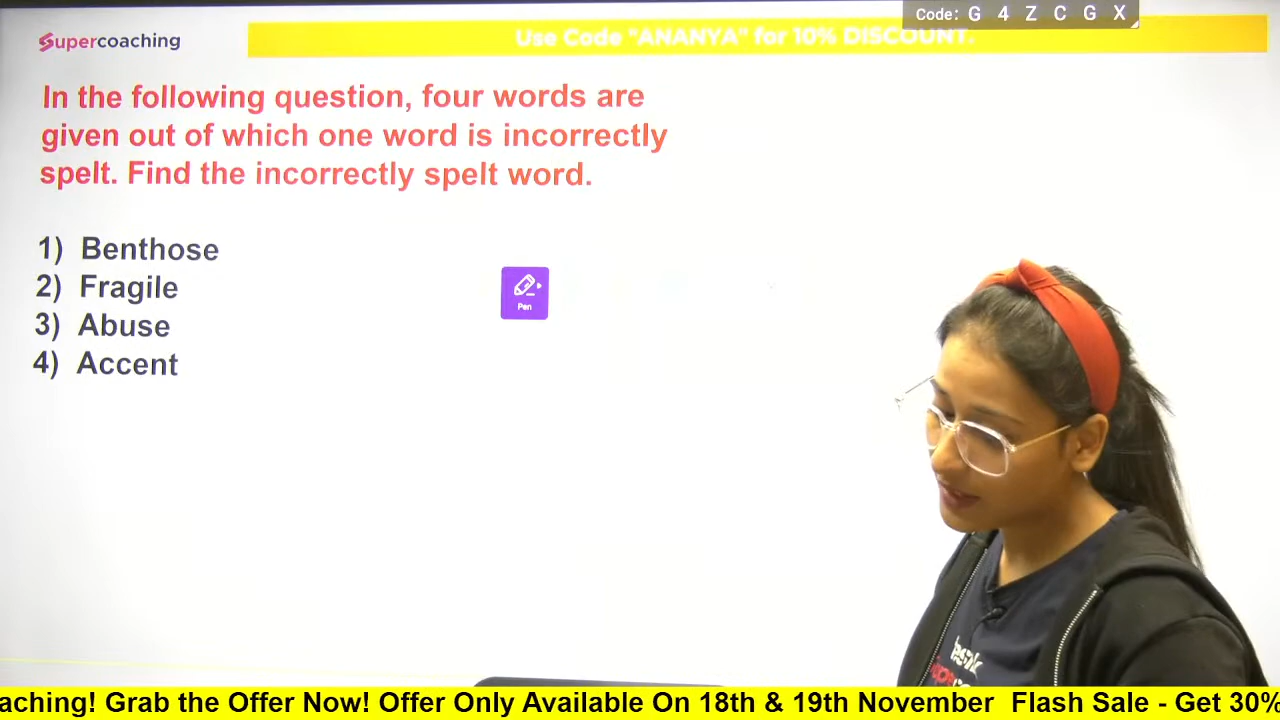 Code: G 4 Z C G X
Supercoaching
Use Code "ANANYA" for 10% DISCOUNT.
In the following question, four words are
given out of which one word is incorrectly
spelt. Find the incorrectly spelt word.
1) Benthose
2) Fragile
3) Abuse
4) Accent
Pen
aching! Grab the Offer Now! Offer Only Available On 18th & 19th November Flash Sale - Get 30%